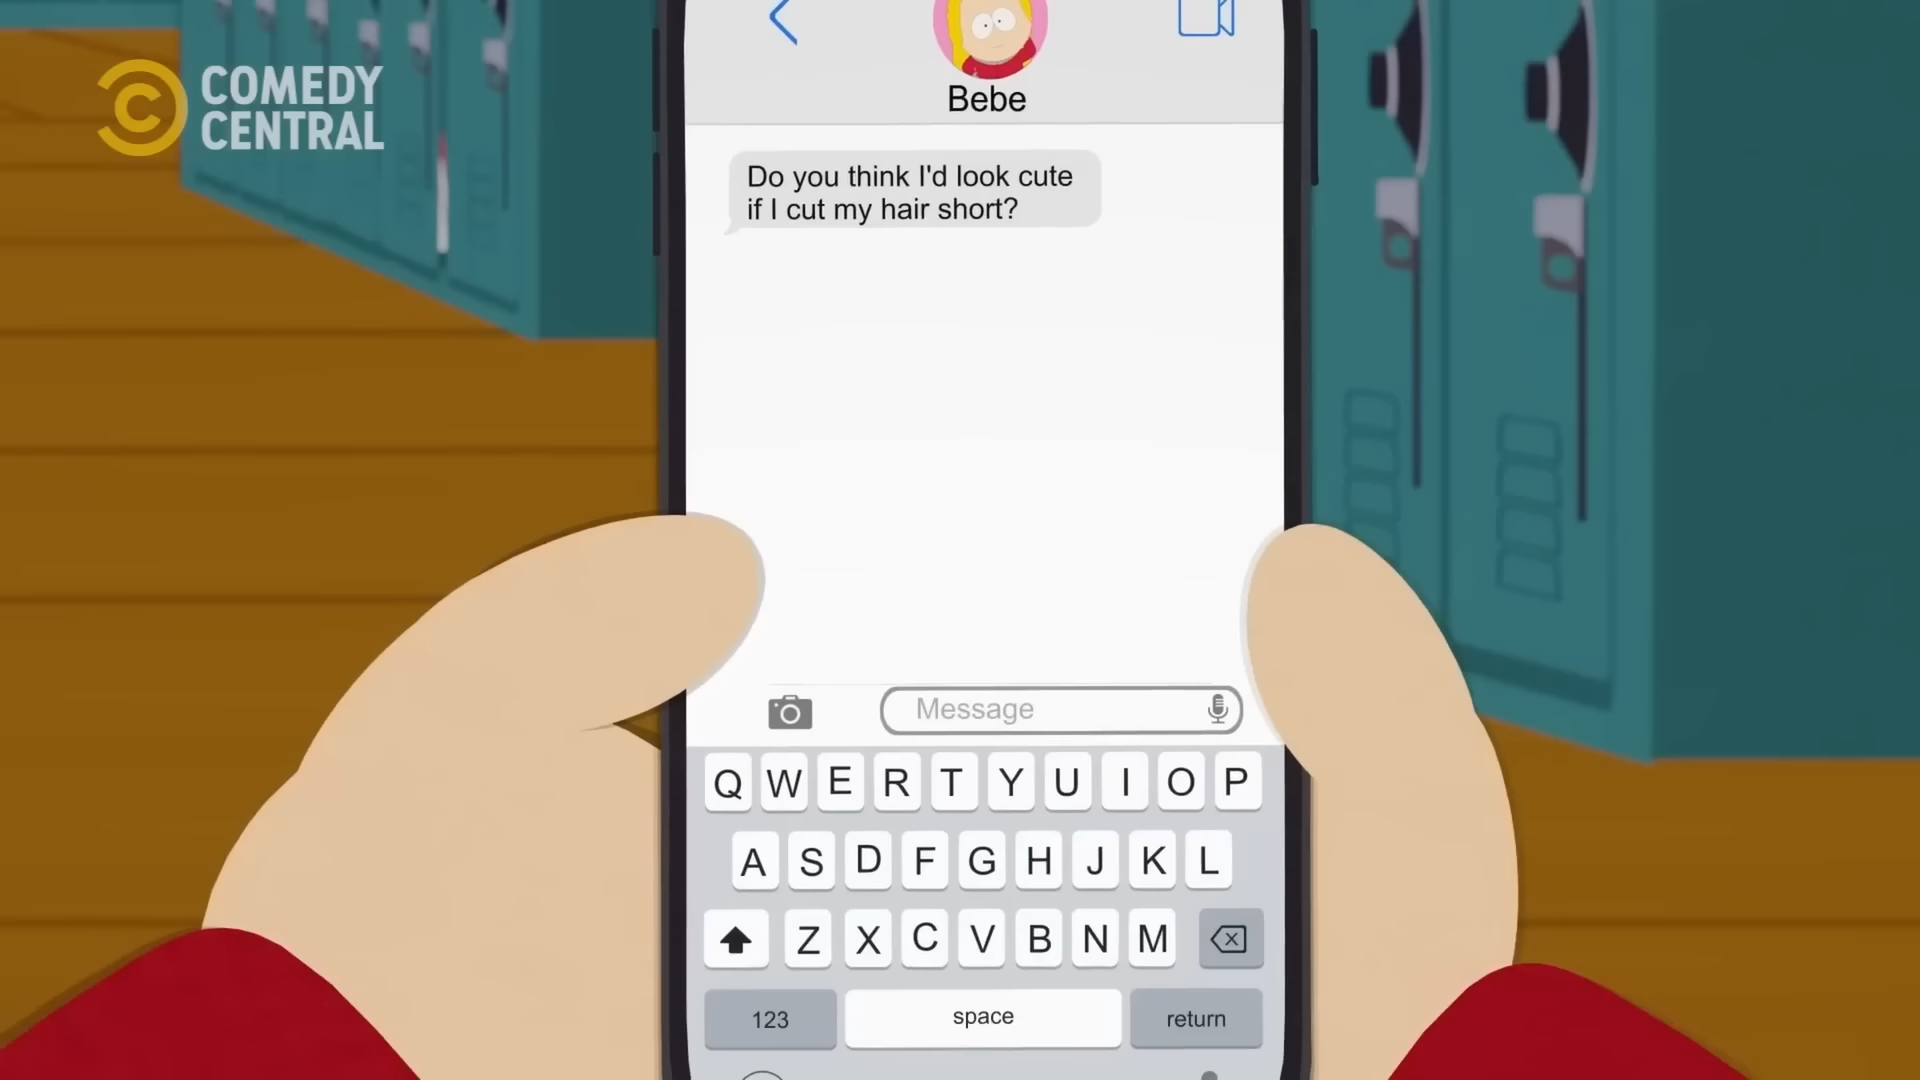 COMEDY
CENTRAL
Bebe
Do you think I'd look cute
if I cut my hair short?
Message
Q W E R T Y U I O P
A S D F G H J K L
Z X C V B N M
123 space return